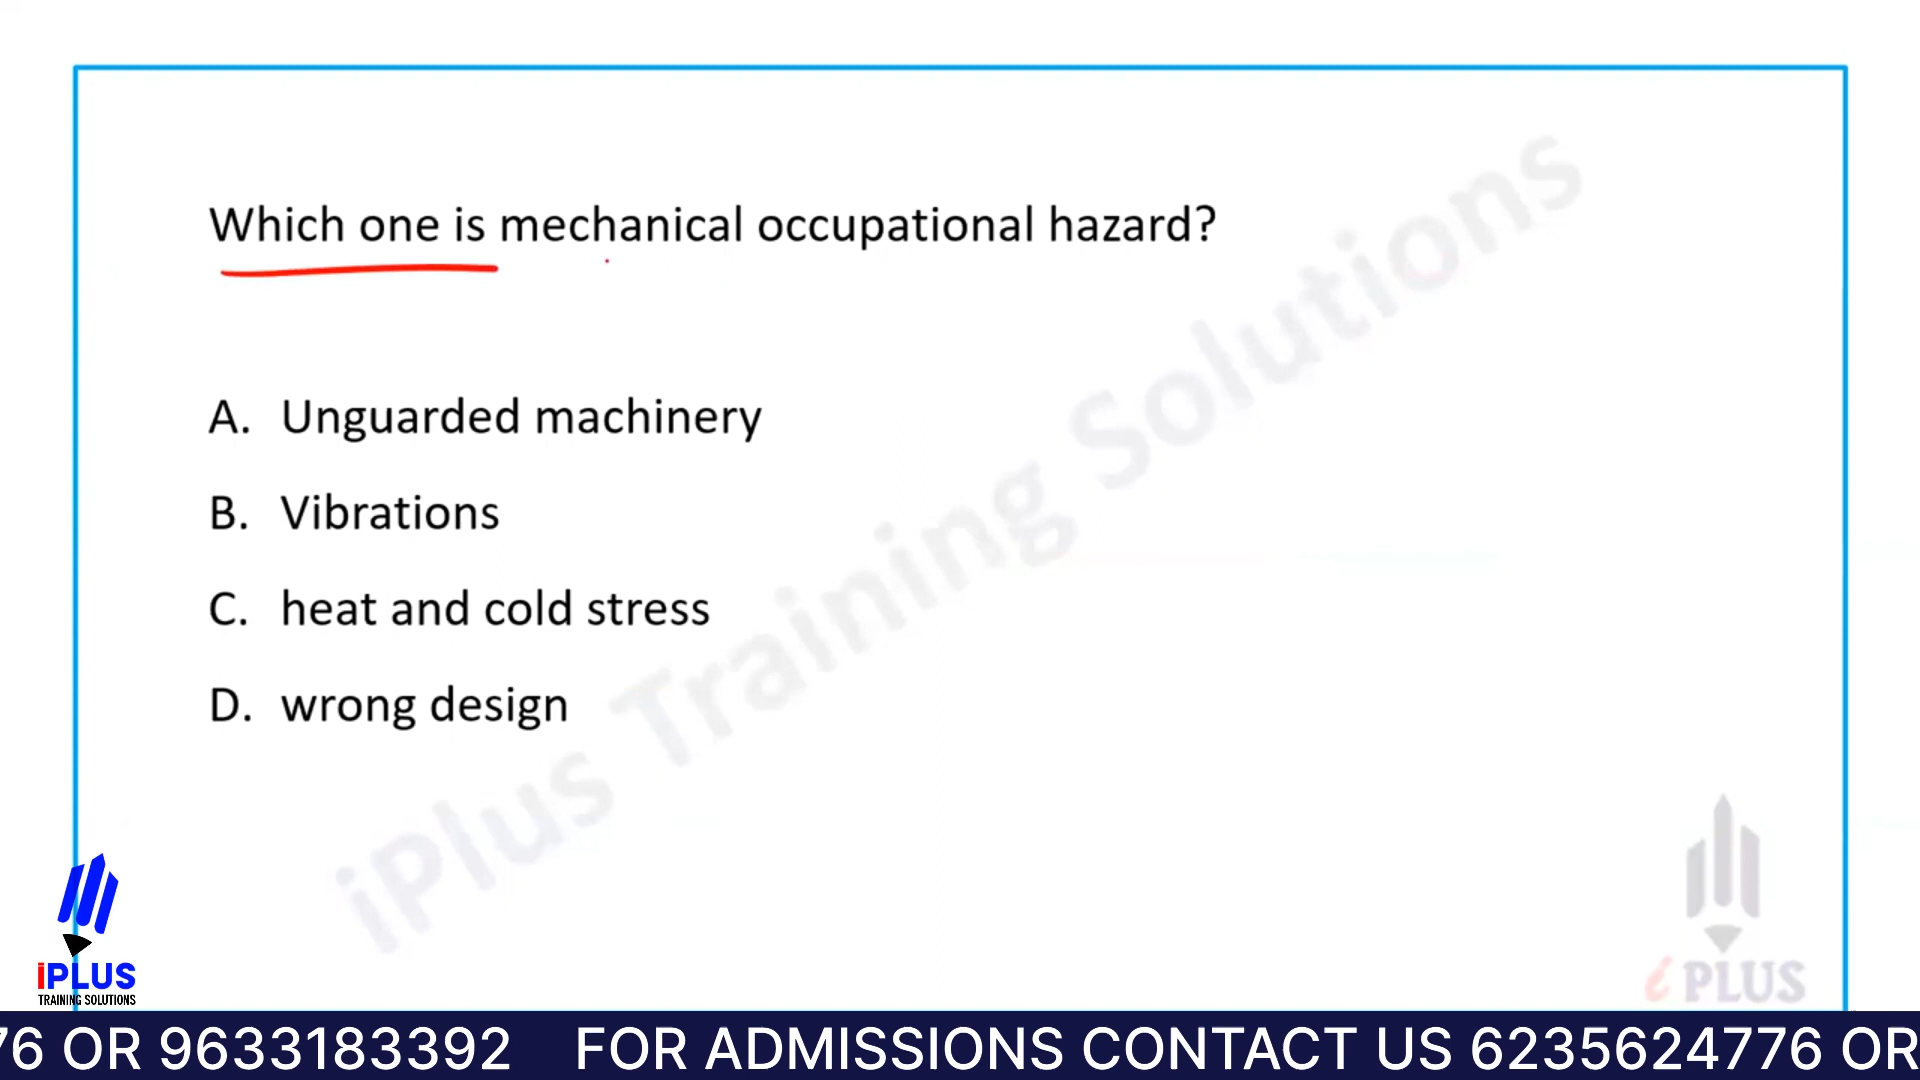 Which one is mechanical occupational hazard?
A. Unguarded machinery
B. Vibrations
C. heat and cold stress
D. wrong design
iPlus Training Solutions
iPLUS
TRAINING SOLUTIONS
i PLUS
76 OR 9633183392 FOR ADMISSIONS CONTACT US 6235624776 OR